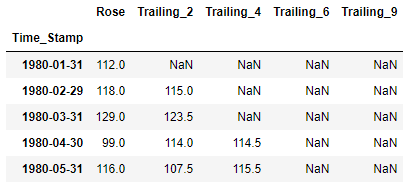 Rose Trailing_2 Trailing_4 Trailing_6 Trailing_9
Time_Stamp
1980-01-31 112.0 NaN NaN NaN NaN
1980-02-29 118.0 115.0 NaN NaN NaN
1980-03-31 129.0 123.5 NaN NaN NaN
1980-04-30 99.0 114.0 114.5 NaN NaN
1980-05-31 116.0 107.5 115.5 NaN NaN